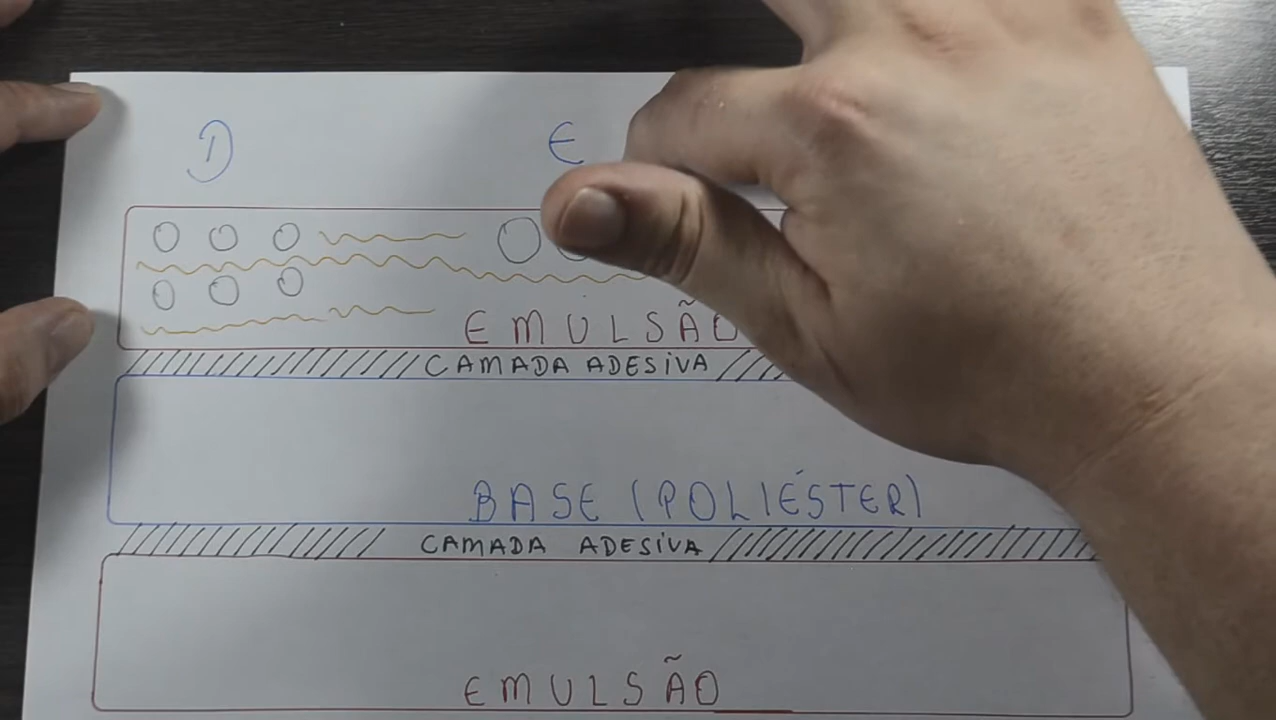 D E
EMULSÃO
CAMADA ADESIVA
BASE (POLIÉSTER)
CAMADA ADESIVA
EMULSÃO